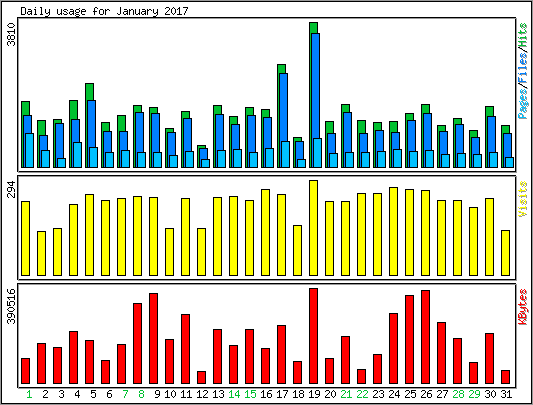 Daily usage for January 2017
3810
Pages/Files/Hits
294
Visits
390516
KBytes
1 2 3 4 5 6 7 8 9 10 11 12 13 14 15 16 17 18 19 20 21 22 23 24 25 26 27 28 29 30 31